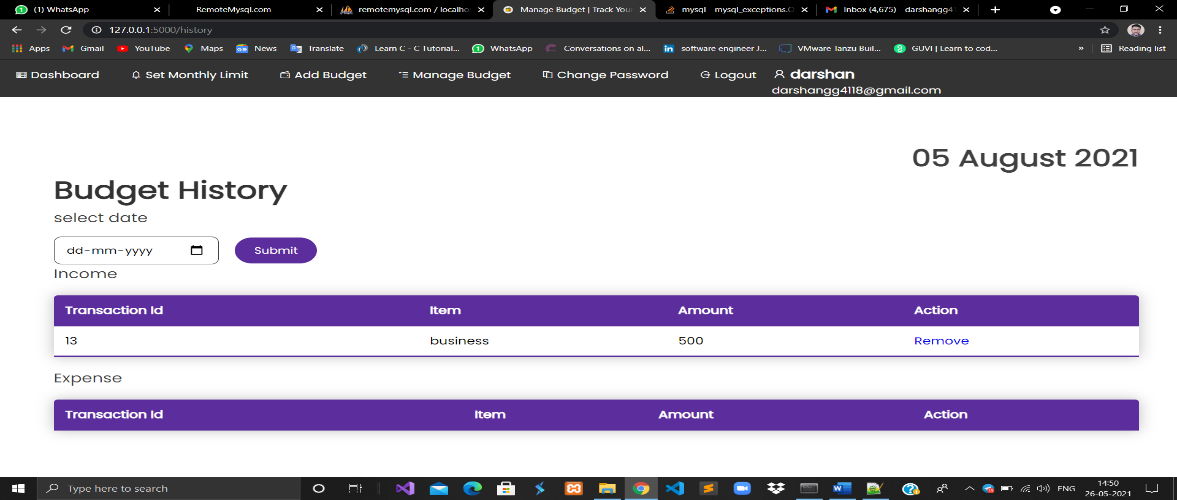 (1) WhatsApp
RemoteMysql.com
remotemysql.com / localho
Manage Budget | Track Your
mysql mysql_exceptions.O
Inbox (4,675) darshangg41
127.0.0.1:5000/history
Apps Gmail YouTube Maps News Translate Learn C - C Tutorial... WhatsApp Conversations on al... software engineer J... VMware Tanzu Buil... GUVI | Learn to cod... » Reading list
Dashboard Set Monthly Limit Add Budget Manage Budget Change Password Logout darshan
darshangg4118@gmail.com
05 August 2021
Budget History
select date
dd-mm-yyyy Submit
Income
Transaction Id Item Amount Action
13 business 500 Remove
Expense
Transaction Id Item Amount Action
Type here to search
ENG
14:50
26-05-2021